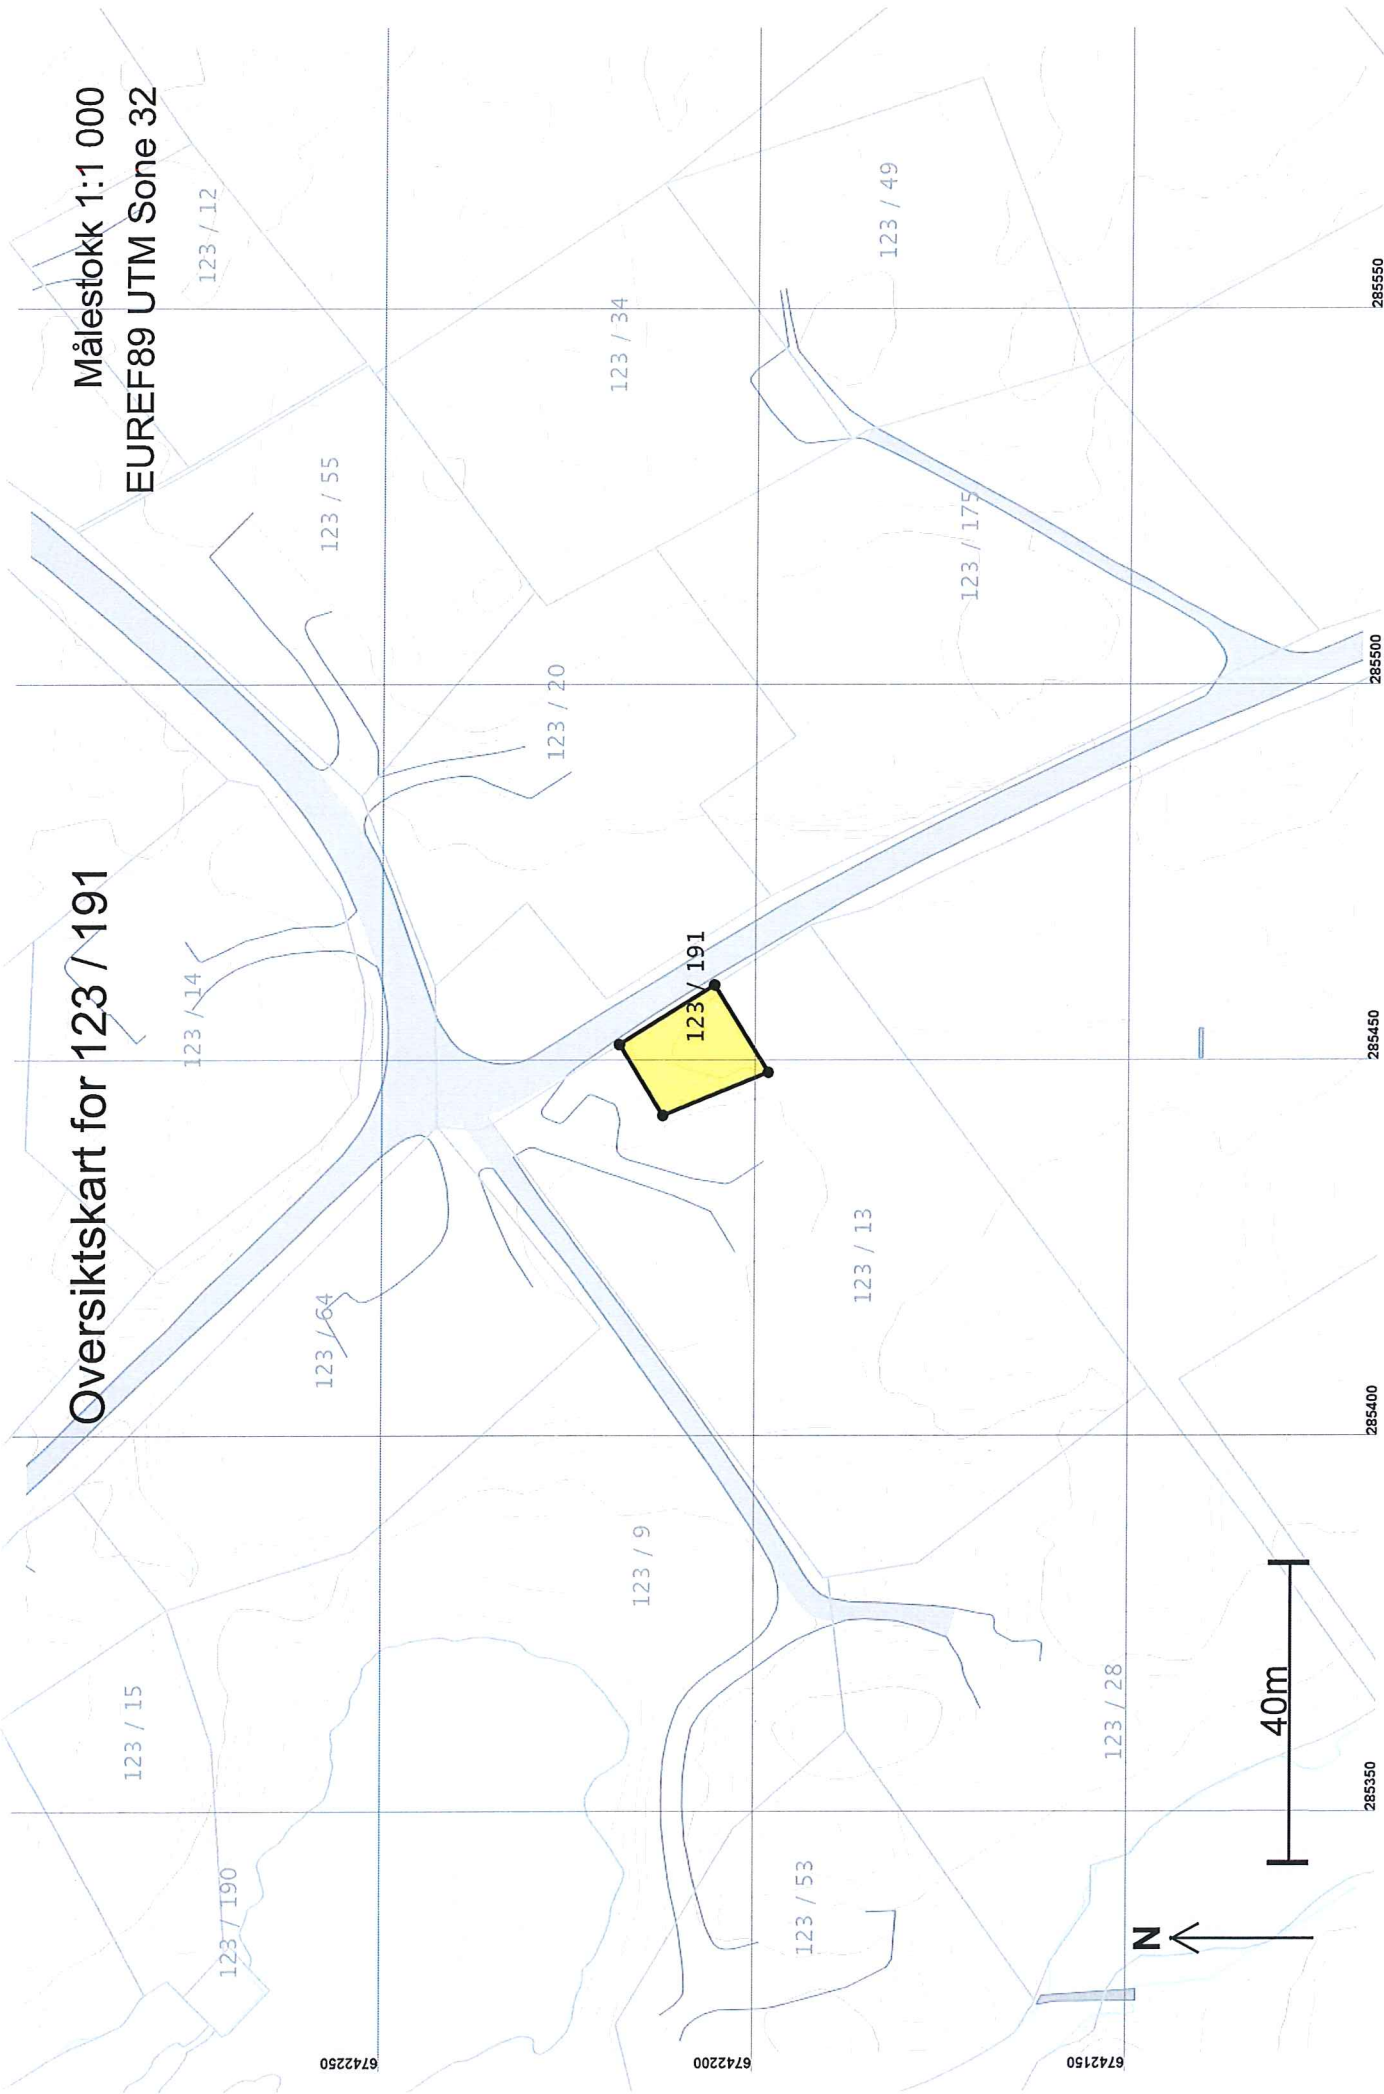 Oversiktskart for 123 / 191
Målestokk 1:1 000
EUREF89 UTM Sone 32
123 / 15
123 / 190
123 / 14
123 / 12
123 / 64
123 / 55
123 / 20
123 / 34
123 / 9
123 / 191
123 / 53
123 / 13
123 / 49
123 / 175
123 / 28
6742250
6742200
6742150
N
40m
285350
285400
285450
285500
285550